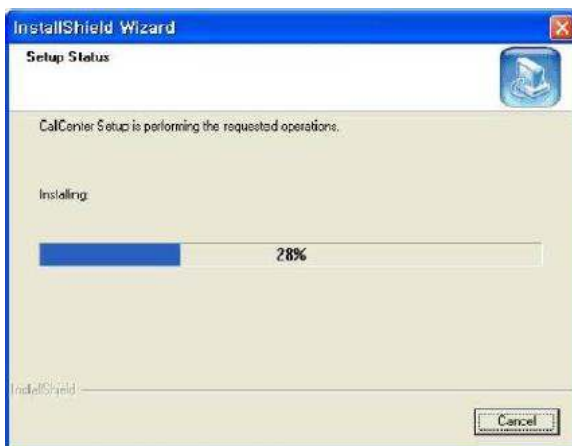 InstallShield Wizard
Setup Status
CalCenter Setup is performing the requested operations.
Installing:
28%
InstallShield
Cancel